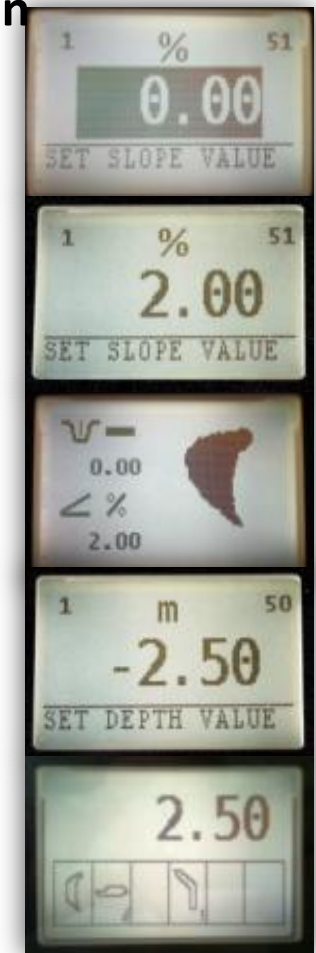 n
1 % 51
0.00
SET SLOPE VALUE
1 % 51
2.00
SET SLOPE VALUE
0.00
%
2.00
1 m 50
-2.50
SET DEPTH VALUE
2.50